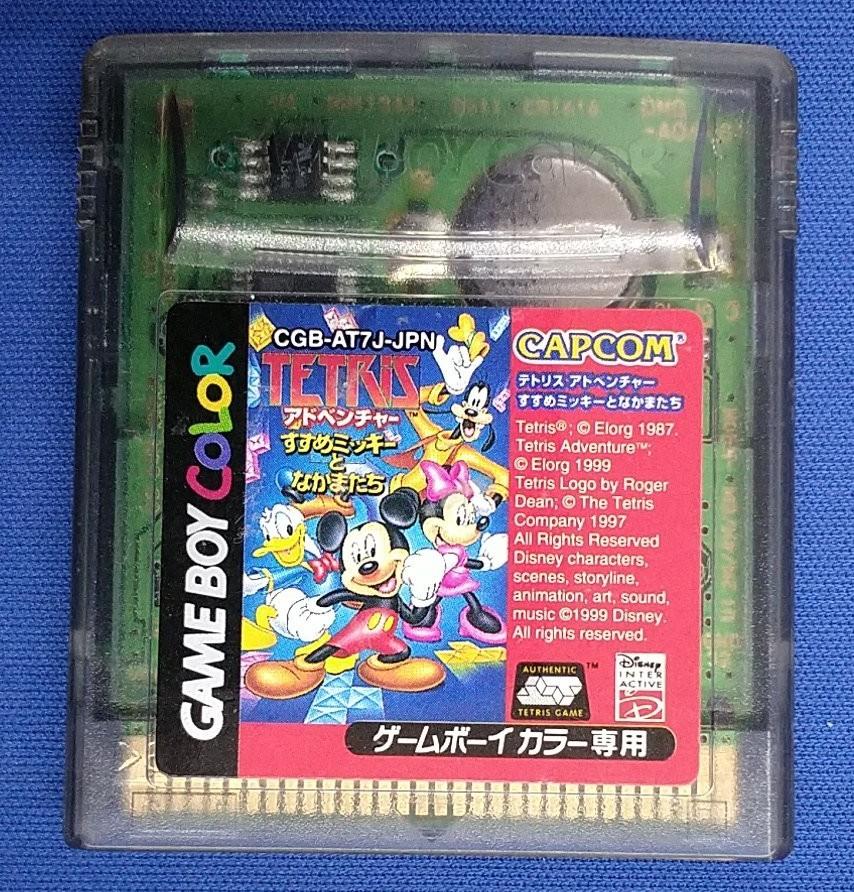 GAME BOY COLOR
GAME BOY COLOR
CGB-AT7J-JPN
TETRIS™
アドベンチャー
すすめミッキー
と
なかまたち
CAPCOM®
テトリス アドベンチャー
すすめミッキーとなかまたち
Tetris®; © Elorg 1987.
Tetris Adventure™;
© Elorg 1999
Tetris Logo by Roger
Dean; © The Tetris
Company 1997
All Rights Reserved
Disney characters,
scenes, storyline,
animation, art, sound,
music ©1999 Disney.
All rights reserved.
AUTHENTIC ™
TETRIS GAME
Disney
INTER
ACTIVE
D
ゲームボーイ カラー専用